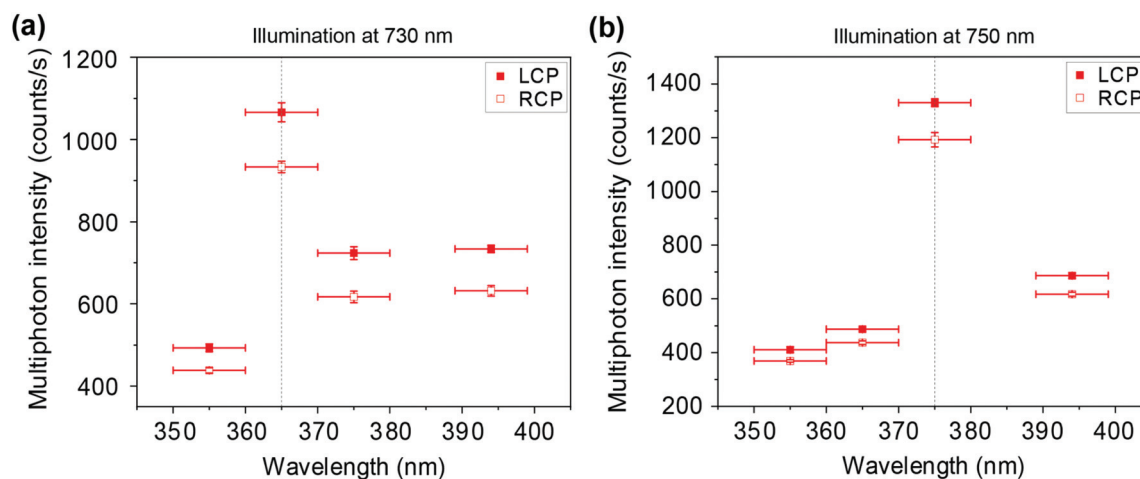 (a)
Illumination at 730 nm
Multiphoton intensity (counts/s)
1200
1000
800
600
400
LCP
RCP
350 360 370 380 390 400
Wavelength (nm)
(b)
Illumination at 750 nm
Multiphoton intensity (counts/s)
1400
1200
1000
800
600
400
200
LCP
RCP
350 360 370 380 390 400
Wavelength (nm)